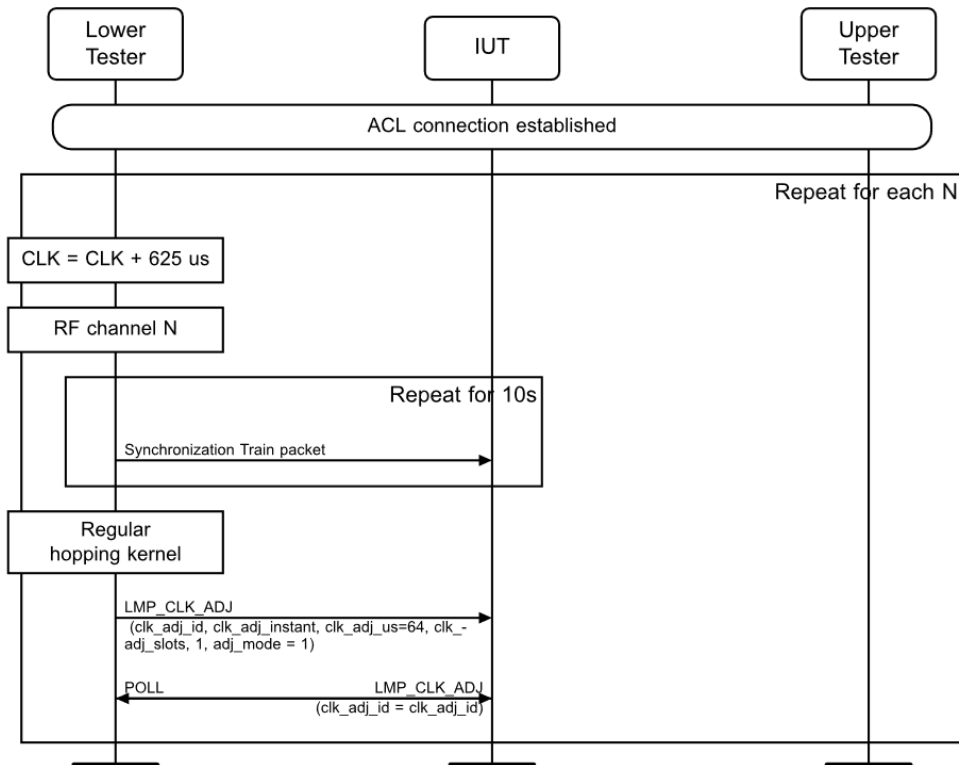 Lower
Tester
IUT
Upper
Tester
ACL connection established
Repeat for each N
CLK = CLK + 625 us
RF channel N
Repeat for 10s
Synchronization Train packet
Regular
hopping kernel
LMP_CLK_ADJ
(clk_adj_id, clk_adj_instant, clk_adj_us=64, clk_-
adj_slots, 1, adj_mode = 1)
POLL LMP_CLK_ADJ
(clk_adj_id = clk_adj_id)